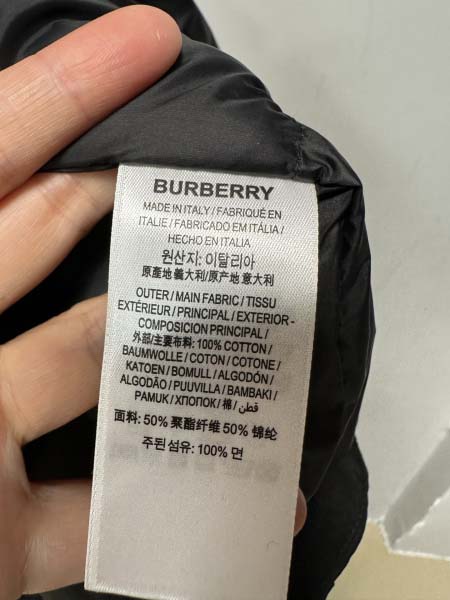 BURBERRY
MADE IN ITALY / FABRIQUÉ EN
ITALIE / FABRICADO EM ITÁLIA /
HECHO EN ITALIA
원산지: 이탈리아
原產地 義大利/原产地 意大利
OUTER / MAIN FABRIC / TISSU
EXTÉRIEUR / PRINCIPAL / EXTERIOR -
COMPOSICION PRINCIPAL /
外部/主要布料: 100% COTTON /
BAUMWOLLE / COTON / COTONE /
KATOEN / BOMULL / ALGODÓN /
ALGODÃO / PUUVILLA / BAMBAKI /
PAMUK / ХЛОПОК / 棉 / قطن /
面料: 50% 聚酯纤维 50% 锦纶
주된섬유: 100% 면